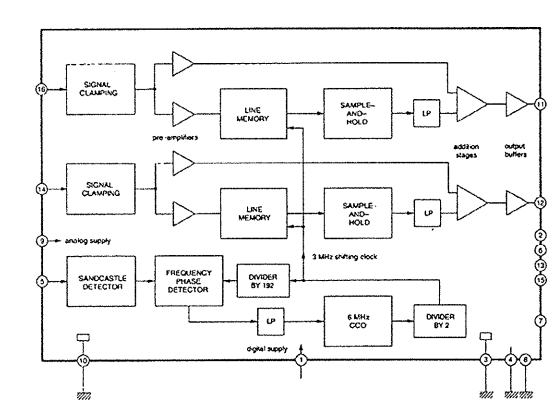 16
SIGNAL
CLAMPING
pre-amplifiers
LINE
MEMORY
SAMPLE-
AND-
HOLD
LP
addition
stages
output
buffers
11
14
SIGNAL
CLAMPING
LINE
MEMORY
SAMPLE-
AND-
HOLD
LP
12
2
6
13
15
9
analog supply
3 MHz shifting clock
5
SANDCASTLE
DETECTOR
FREQUENCY
PHASE
DETECTOR
DIVIDER
BY 192
LP
6 MHz
CCO
DIVIDER
BY 2
7
digital supply
10
1
3
4
8